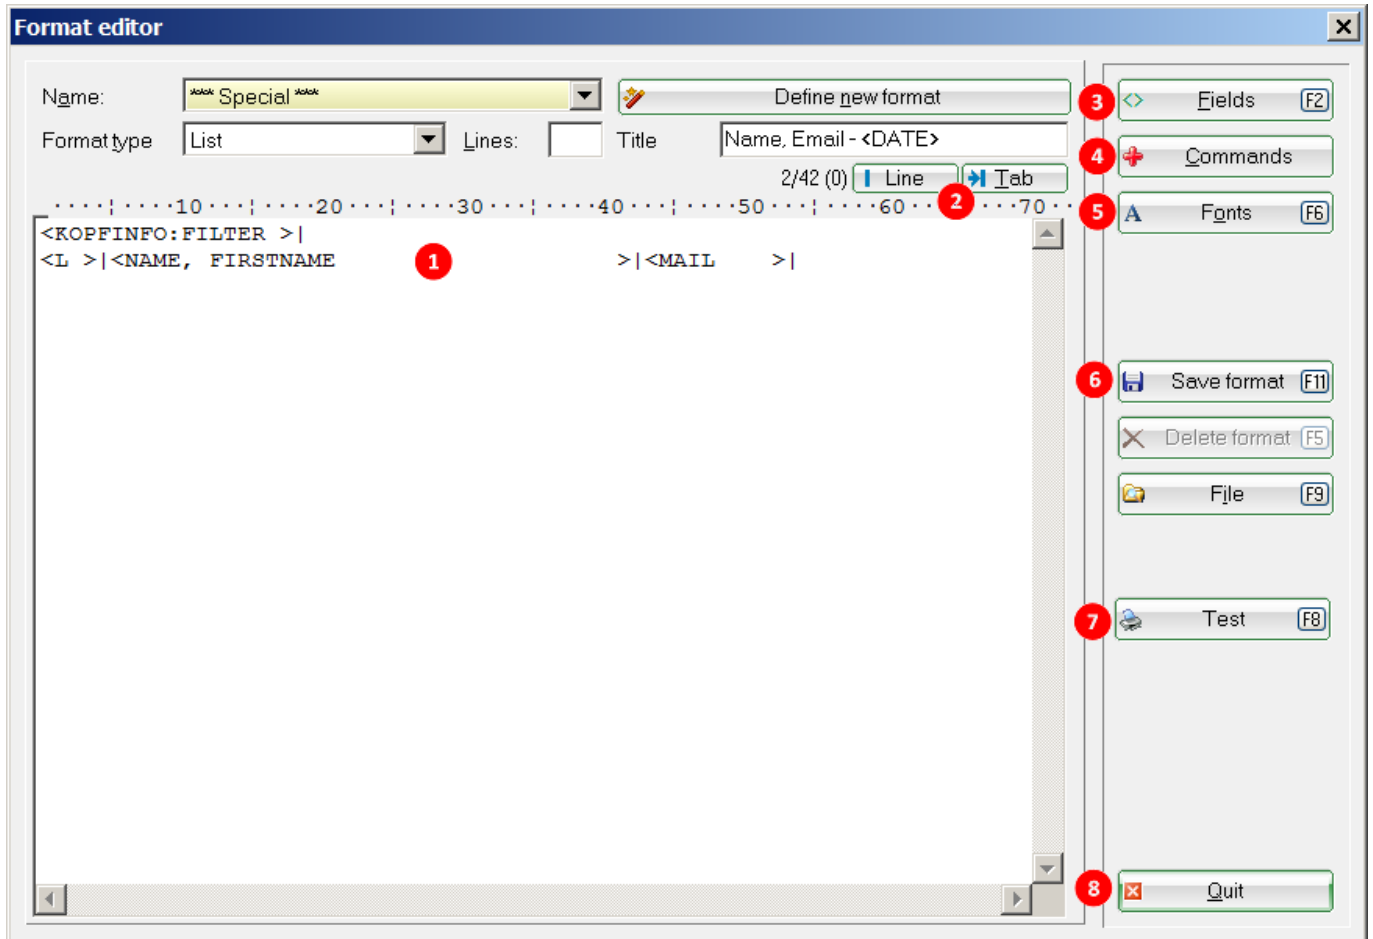 Format editor
Name: **** Special **** Define new format
Format type List Lines: Title Name, Email - <DATE>
2/42 (0) Line Tab
····¦····10····¦····20····¦····30····¦····40····¦····50····¦····60·· 2 ···70··
<KOPFINFO:FILTER >|
<L >|<NAME, FIRSTNAME                        >|<MAIL     >|
1
3 <> Fields F2
4 Commands
5 A Fonts F6
6 Save format F11
Delete format F5
File F9
7 Test F8
8 Quit